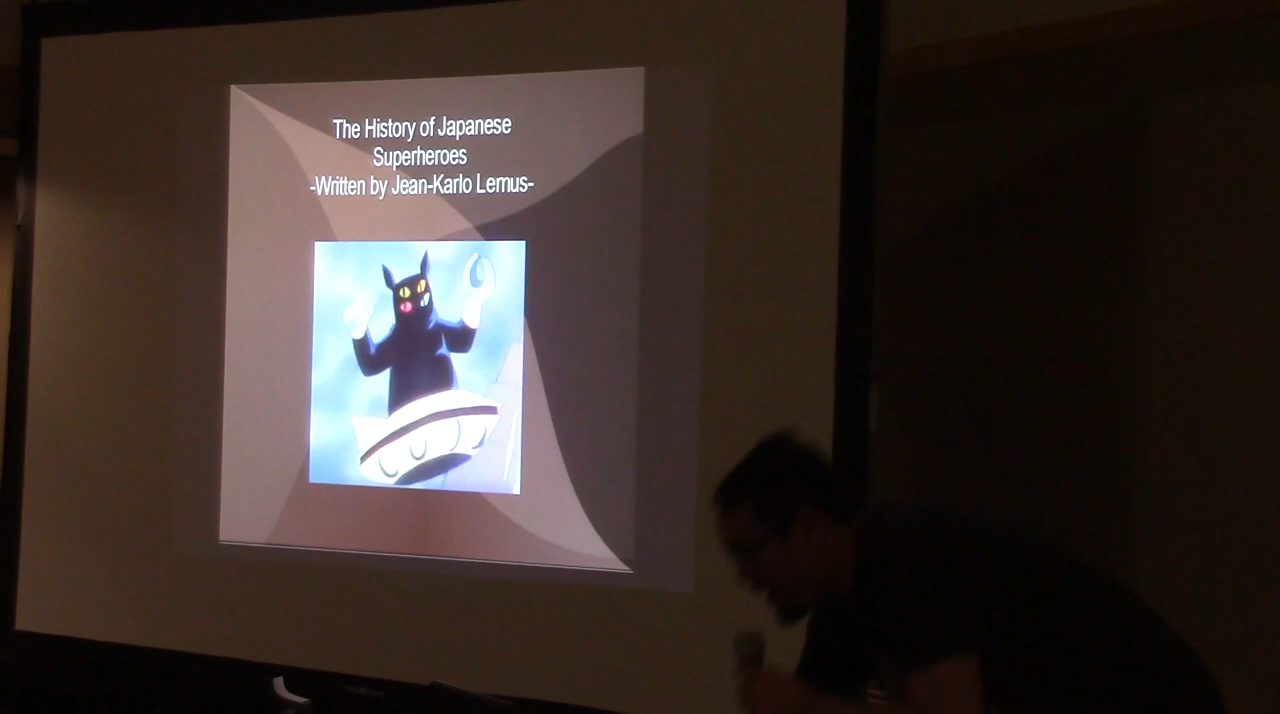 The History of Japanese
Superheroes
-Written by Jean-Karlo Lemus-